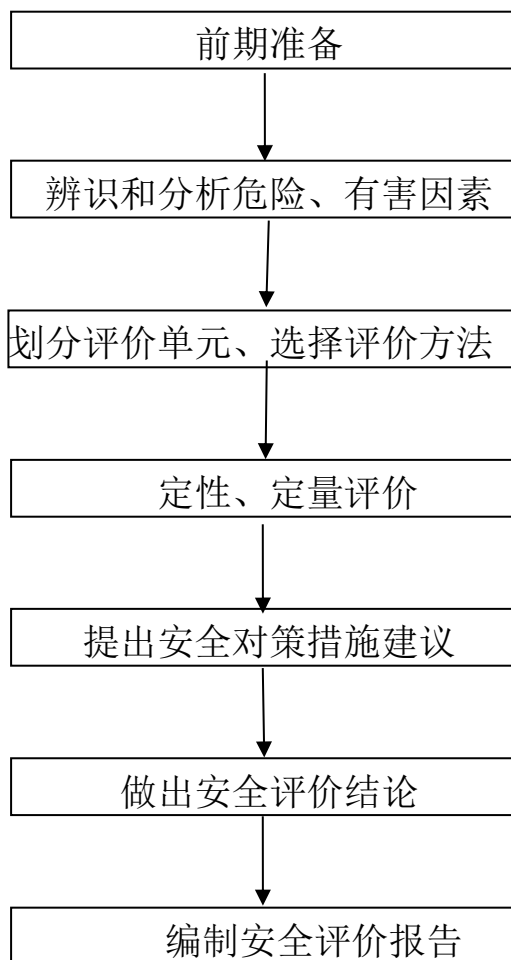 前期准备
辨识和分析危险、有害因素
划分评价单元、选择评价方法
定性、定量评价
提出安全对策措施建议
做出安全评价结论
编制安全评价报告